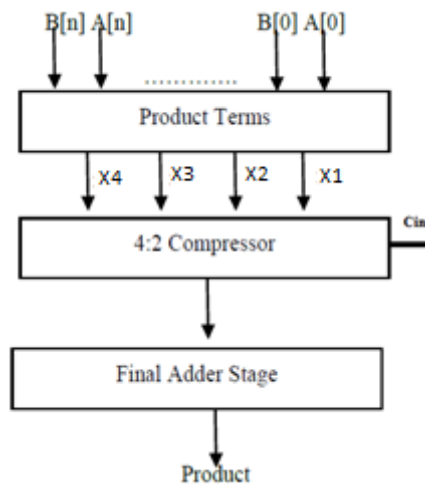 B[n] A[n] B[0] A[0]
.............
Product Terms
X4 X3 X2 X1
Cin
4:2 Compressor
Final Adder Stage
Product